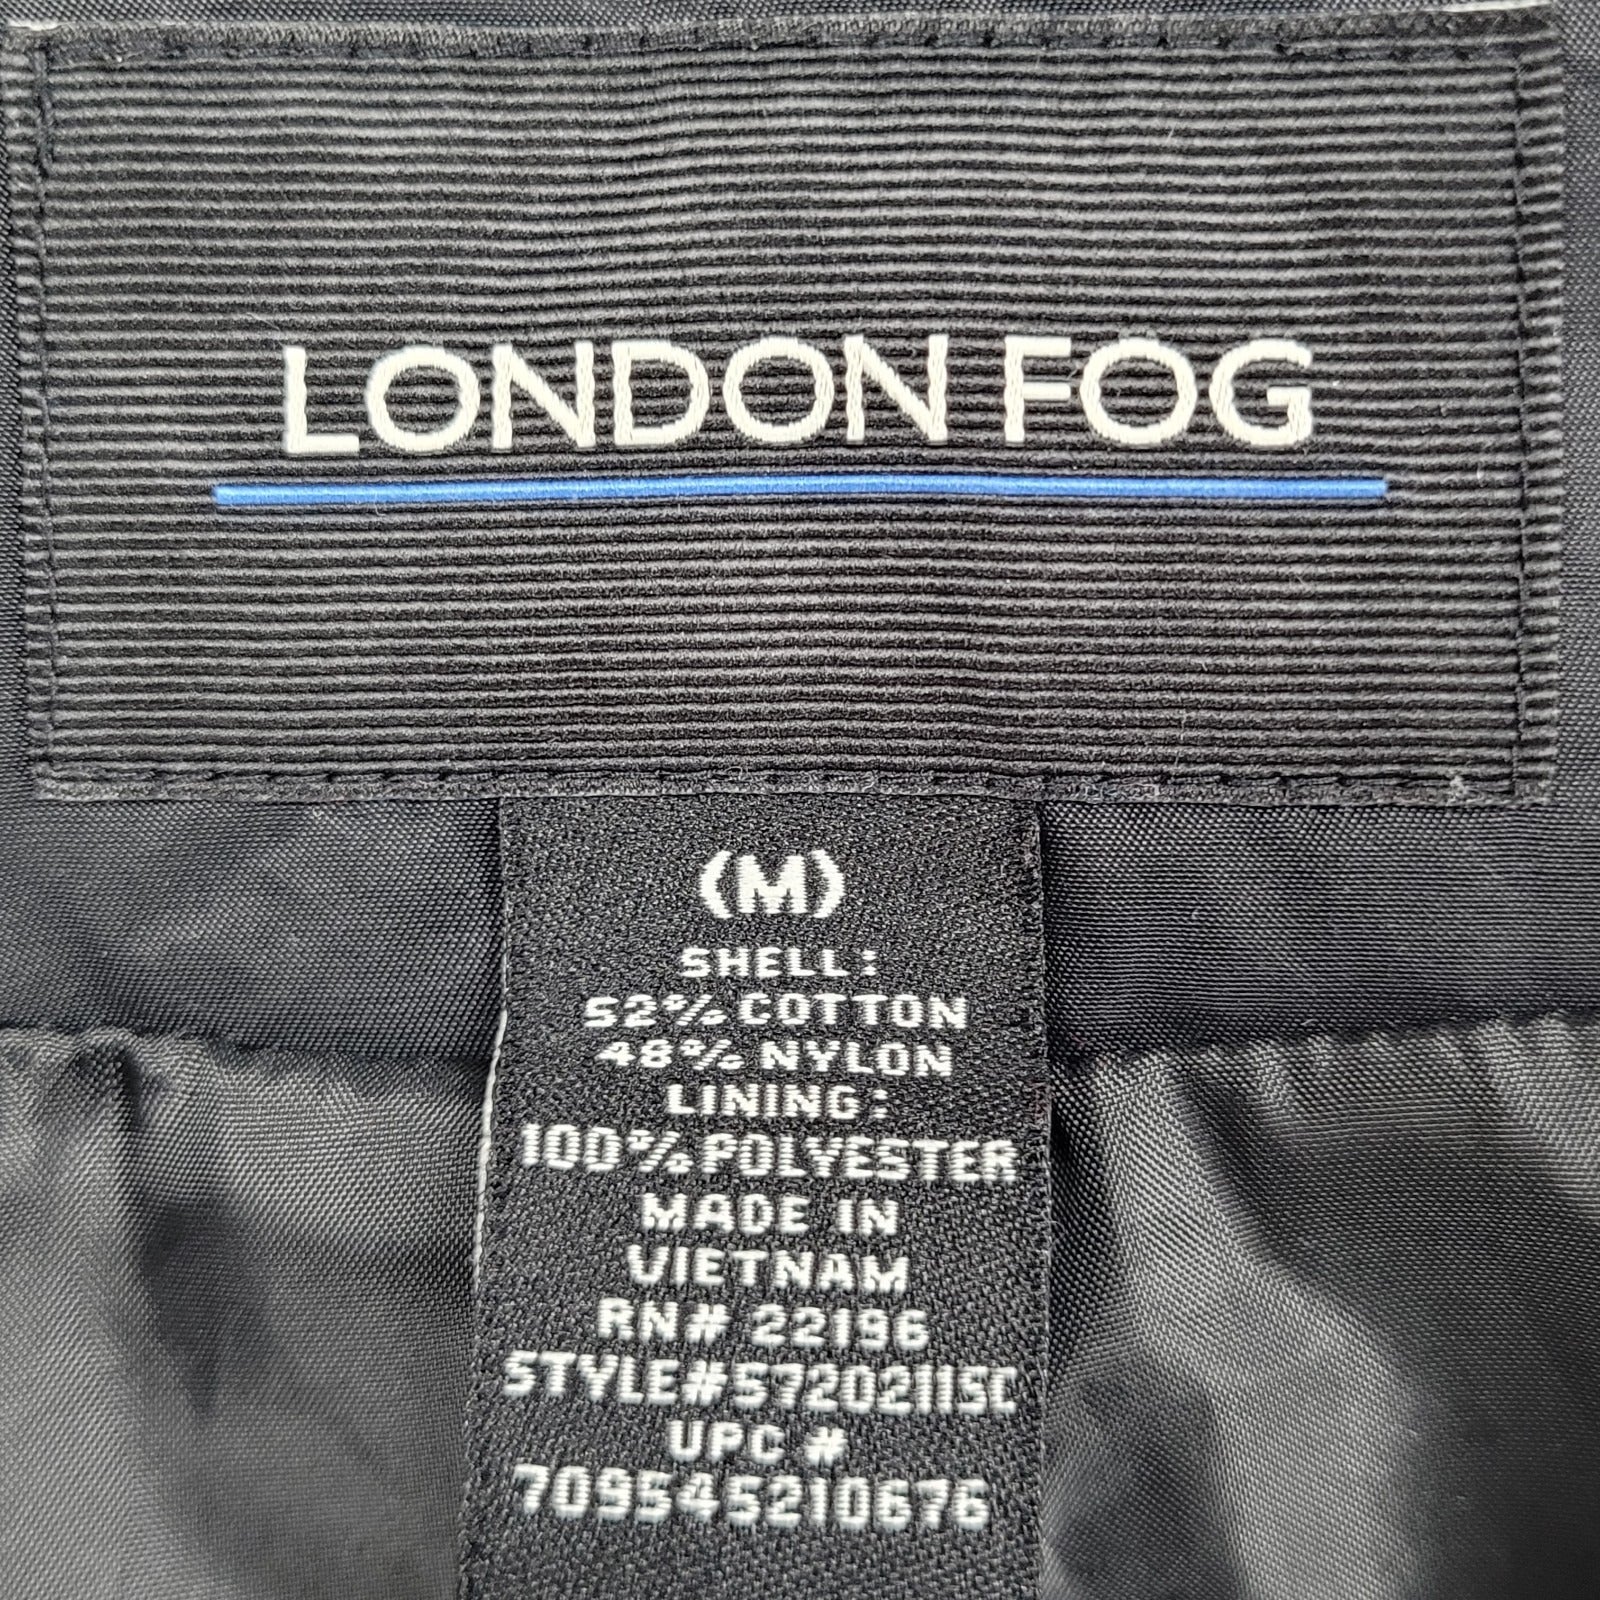 LONDON FOG
(M)
SHELL:
52% COTTON
48% NYLON
LINING:
100% POLYESTER
MADE IN
VIETNAM
RN# 22196
STYLE#5720211SC
UPC #
709545210676